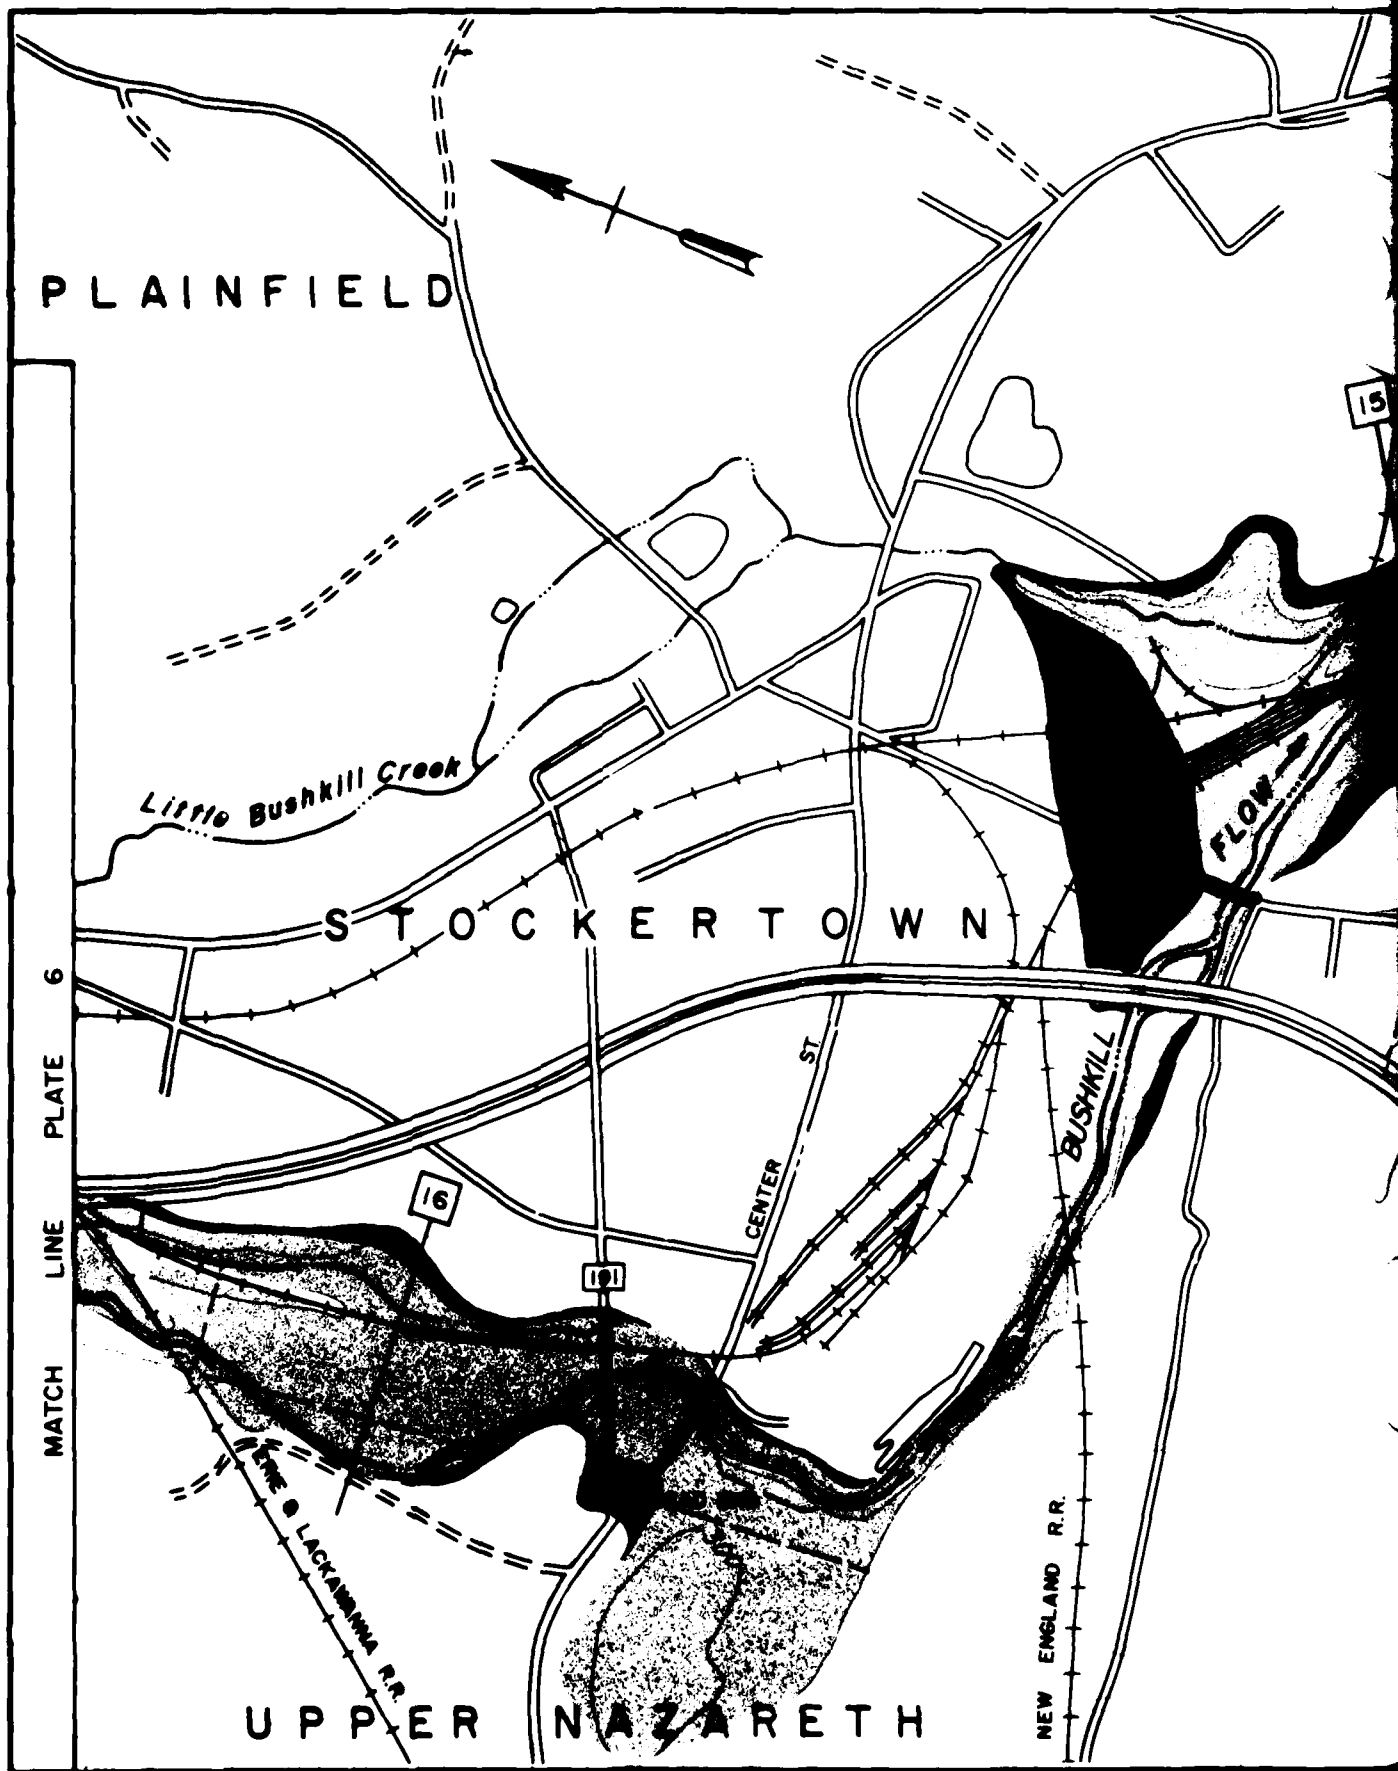 PLAINFIELD
15
Little Bushkill Creek
FLOW
STOCKERTOWN
MATCH LINE PLATE 6
ST.
CENTER
BUSHKILL
16
191
ERIE & LACKAWANNA R.R.
NEW ENGLAND R.R.
UPPER NAZARETH